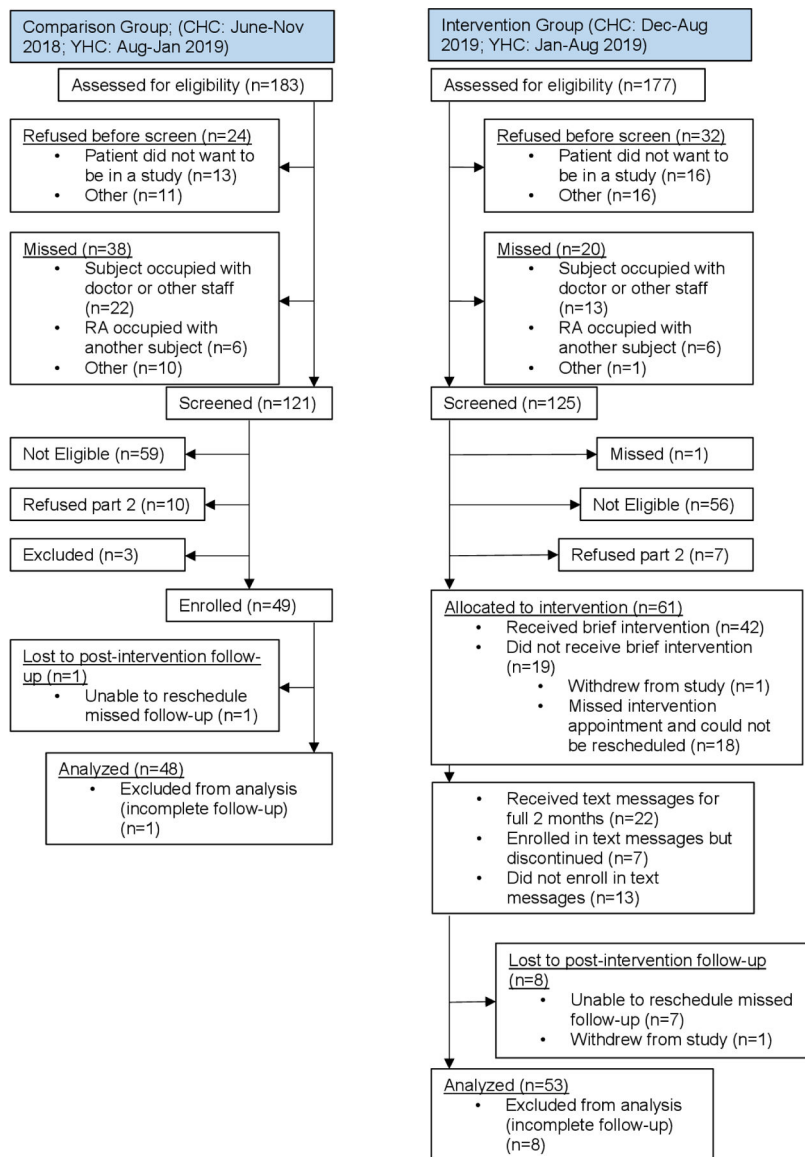 Comparison Group; (CHC: June-Nov
2018; YHC: Aug-Jan 2019)
Assessed for eligibility (n=183)
Refused before screen (n=24)
• Patient did not want to
be in a study (n=13)
• Other (n=11)
Missed (n=38)
• Subject occupied with
doctor or other staff
(n=22)
• RA occupied with
another subject (n=6)
• Other (n=10)
Screened (n=121)
Not Eligible (n=59)
Refused part 2 (n=10)
Excluded (n=3)
Enrolled (n=49)
Lost to post-intervention follow-
up (n=1)
• Unable to reschedule
missed follow-up (n=1)
Analyzed (n=48)
• Excluded from analysis
(incomplete follow-up)
(n=1)
Intervention Group (CHC: Dec-Aug
2019; YHC: Jan-Aug 2019)
Assessed for eligibility (n=177)
Refused before screen (n=32)
• Patient did not want to
be in a study (n=16)
• Other (n=16)
Missed (n=20)
• Subject occupied with
doctor or other staff
(n=13)
• RA occupied with
another subject (n=6)
• Other (n=1)
Screened (n=125)
Missed (n=1)
Not Eligible (n=56)
Refused part 2 (n=7)
Allocated to intervention (n=61)
• Received brief intervention (n=42)
• Did not receive brief intervention
(n=19)
• Withdrew from study (n=1)
• Missed intervention
appointment and could not
be rescheduled (n=18)
• Received text messages for
full 2 months (n=22)
• Enrolled in text messages but
discontinued (n=7)
• Did not enroll in text
messages (n=13)
Lost to post-intervention follow-up
(n=8)
• Unable to reschedule missed
follow-up (n=7)
• Withdrew from study (n=1)
Analyzed (n=53)
• Excluded from analysis
(incomplete follow-up)
(n=8)